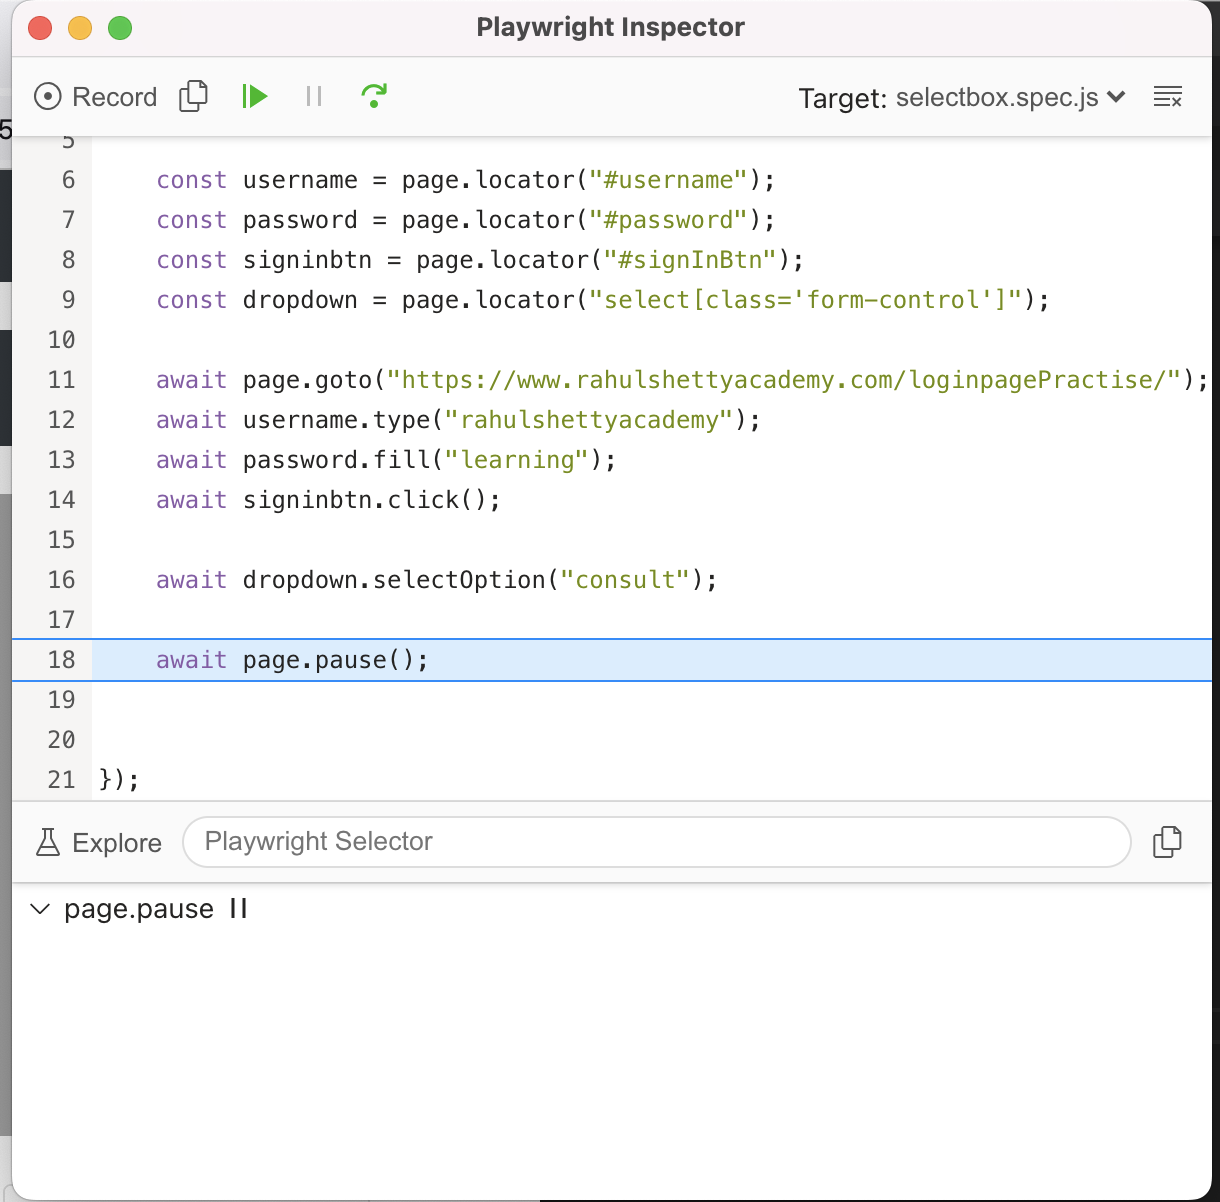 Playwright Inspector
Record
Target: selectbox.spec.js
5
5
6 const username = page.locator("#username");
7 const password = page.locator("#password");
8 const signinbtn = page.locator("#signInBtn");
9 const dropdown = page.locator("select[class='form-control']");
10
11 await page.goto("https://www.rahulshettyacademy.com/loginpagePractise/");
12 await username.type("rahulshettyacademy");
13 await password.fill("learning");
14 await signinbtn.click();
15
16 await dropdown.selectOption("consult");
17
18 await page.pause();
19
20
21 });
Explore
Playwright Selector
page.pause